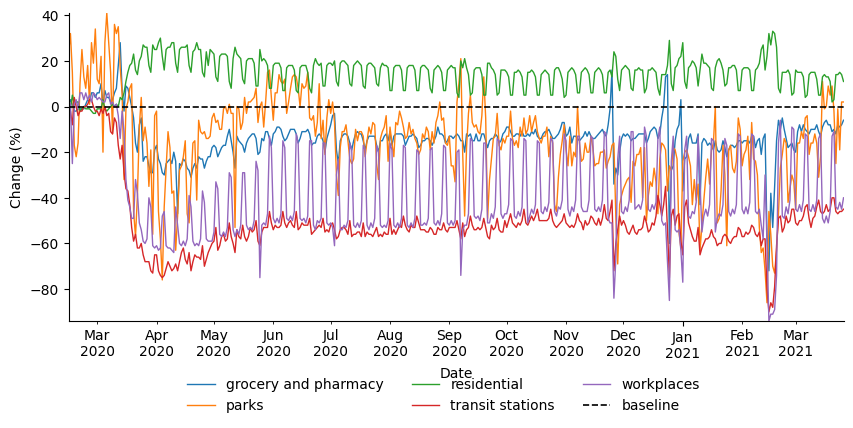 40
20
0
−20
−40
−60
−80
Change (%)
Mar Apr May Jun Jul Aug Sep Oct Nov Dec Jan Feb Mar
2020 2020 2020 2020 2020 2020 2020 2020 2020 2020 2021 2021 2021
Date
grocery and pharmacy residential workplaces
parks transit stations baseline